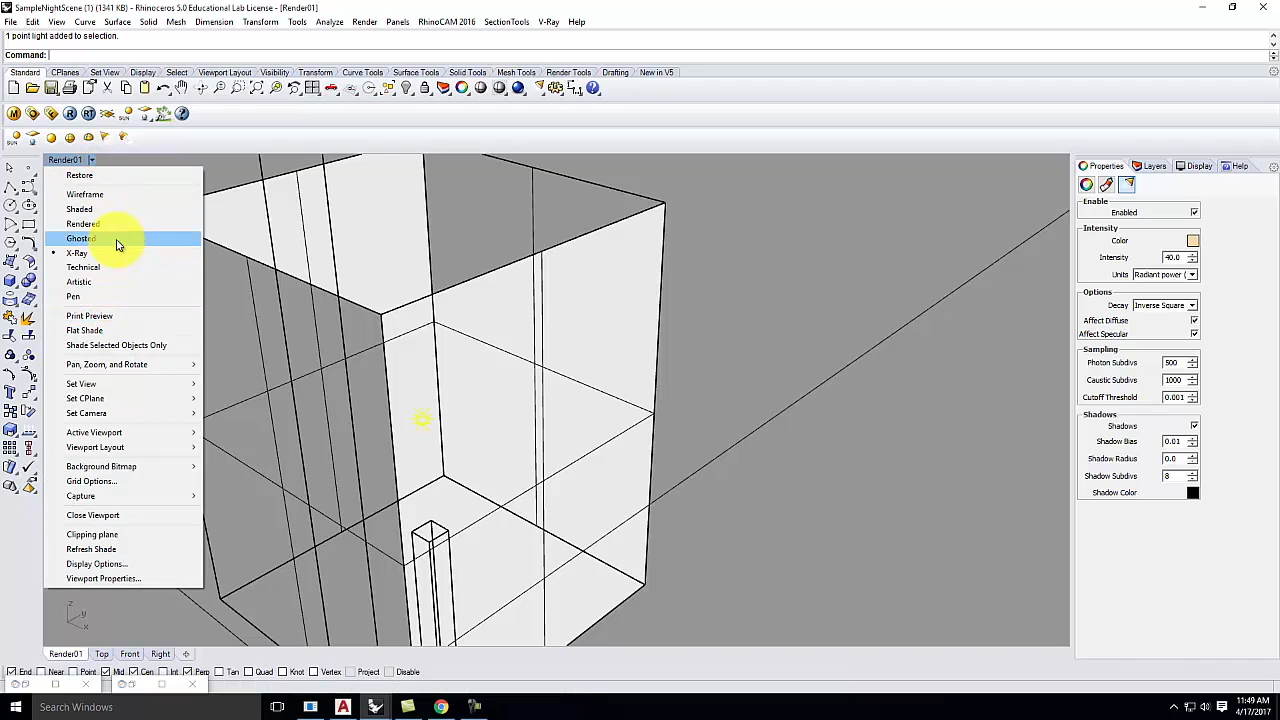 SampleNightScene (1) (1341 KB) - Rhinoceros 5.0 Educational Lab License - [Render01]
File Edit View Curve Surface Solid Mesh Dimension Transform Tools Analyze Render Panels RhinoCAM 2016 SectionTools V-Ray Help
1 point light added to selection.
Command:
Standard CPlanes Set View Display Select Viewport Layout Visibility Transform Curve Tools Surface Tools Solid Tools Mesh Tools Render Tools Drafting New in V5
Render01
Restore
Wireframe
Shaded
Rendered
Ghosted
X-Ray
Technical
Artistic
Pen
Print Preview
Flat Shade
Shade Selected Objects Only
Pan, Zoom, and Rotate
Set View
Set CPlane
Set Camera
Active Viewport
Viewport Layout
Background Bitmap
Grid Options...
Capture
Close Viewport
Clipping plane
Refresh Shade
Display Options...
Viewport Properties...
Properties Layers Display Help
Enable
Enabled
Intensity
Color
Intensity 40.0
Units Radiant power (
Options
Decay Inverse Square
Affect Diffuse
Affect Specular
Sampling
Photon Subdivs 500
Caustic Subdivs 1000
Cutoff Threshold 0.001
Shadows
Shadows
Shadow Bias 0.01
Shadow Radius 0.0
Shadow Subdivs 8
Shadow Color
z y x
Render01 Top Front Right
End Near Point Mid Cen Int Perp Tan Quad Knot Vertex Project Disable
Search Windows
11:49 AM
4/17/2017